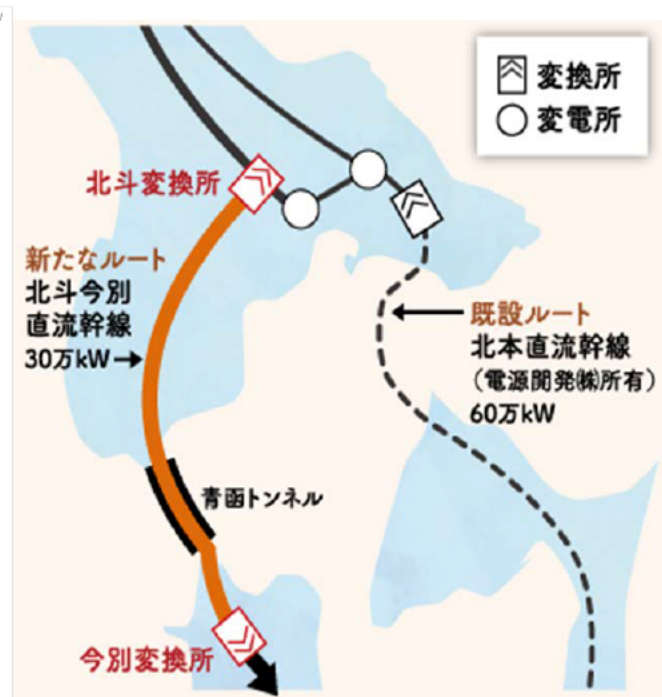 変換所
変電所
北斗変換所
新たなルート
北斗今別
直流幹線
30万kW
既設ルート
北本直流幹線
（電源開発㈱所有）
60万kW
青函トンネル
今別変換所